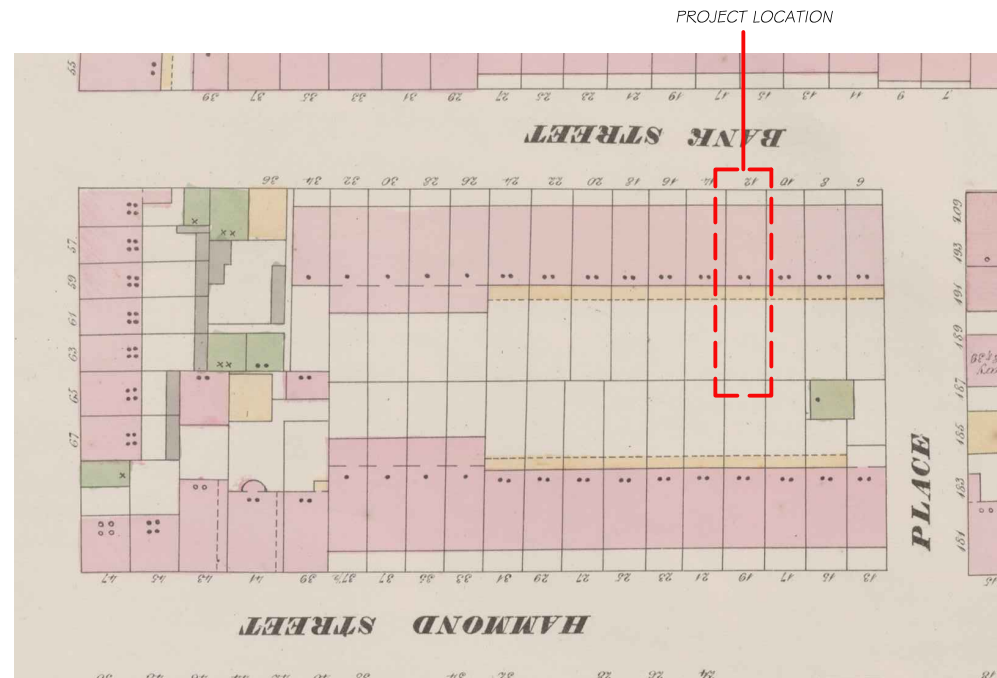 PROJECT LOCATION
55
39 37 35 33 31 29 27 25 23 21 19 17 15 13 11 9 7
BANK STREET
36 34 32 30 28 26 24 22 20 18 16 14 12 10 8 6
57
59
61
63
65
67
209
193
191
189
187
185
183
181
PLACE
47 45 43 41 39 37½ 37 35 33 31 29 27 25 23 21 19 17 15 13
HAMMOND STREET